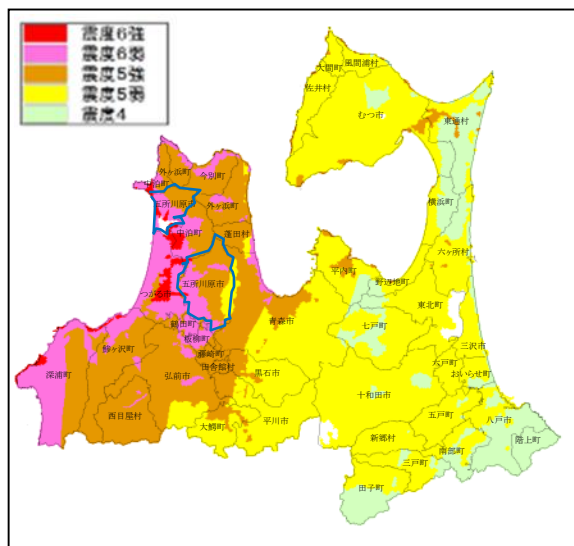 震度6強
震度6弱
震度5強
震度5弱
震度4
大間町
風間浦村
佐井村
むつ市
東通村
外ヶ浜町
今別町
中泊町
五所川原市
外ヶ浜町
横浜町
中泊町
蓬田村
六ヶ所村
平内町
野辺地町
つがる市
五所川原市
東北町
青森市
七戸町
鶴田町
板柳町
三沢市
鰺ヶ沢町
藤崎町
六戸町
田舎館村
おいらせ町
深浦町
弘前市
黒石市
十和田市
五戸町
八戸市
西目屋村
平川市
大鰐町
新郷村
階上町
南部町
三戸町
田子町